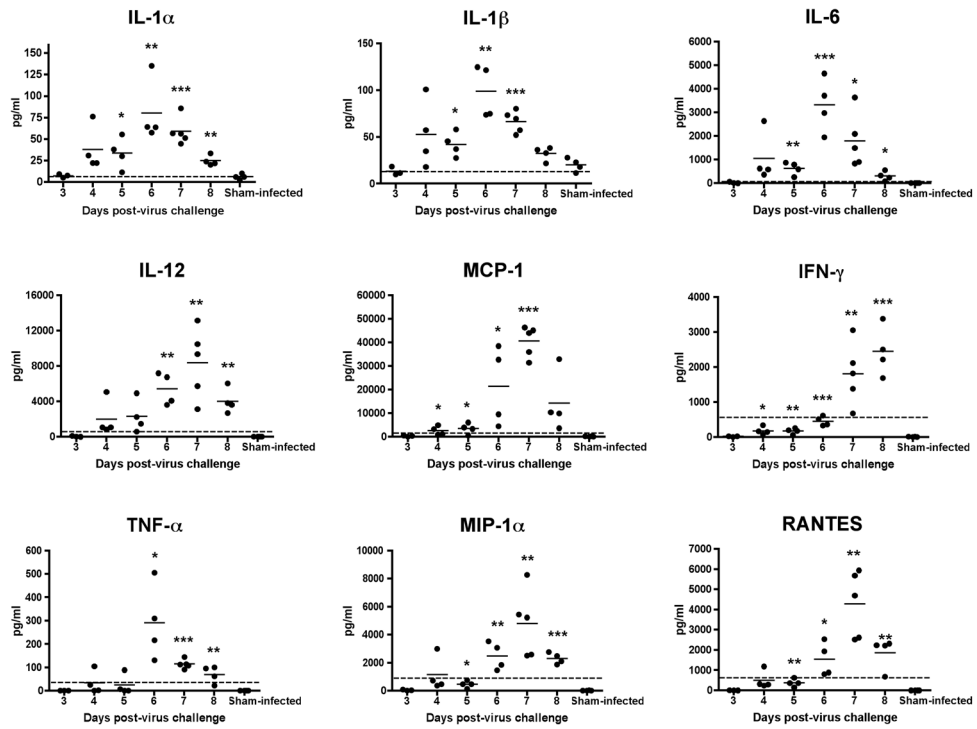 IL-1α
**
***
*
**
150
125
100
75
50
25
0
pg/ml
3 4 5 6 7 8 Sham-infected
Days post-virus challenge
IL-1β
**
***
*
150
100
50
0
pg/ml
3 4 5 6 7 8 Sham-infected
Days post-virus challenge
IL-6
***
*
**
*
6000
5000
4000
3000
2000
1000
0
pg/ml
3 4 5 6 7 8 Sham-infected
Days post-virus challenge
IL-12
**
**
**
16000
12000
8000
4000
0
pg/ml
3 4 5 6 7 8 Sham-infected
Days post-virus challenge
MCP-1
***
*
*
*
60000
50000
40000
30000
20000
10000
0
pg/ml
3 4 5 6 7 8 Sham-infected
Days post-virus challenge
IFN-γ
***
**
***
*
**
4000
3000
2000
1000
0
pg/ml
3 4 5 6 7 8 Sham-infected
Days post-virus challenge
TNF-α
*
***
**
600
500
400
300
200
100
0
pg/ml
3 4 5 6 7 8 Sham-infected
Days post-virus challenge
MIP-1α
**
**
***
*
10000
8000
6000
4000
2000
0
pg/ml
3 4 5 6 7 8 Sham-infected
Days post-virus challenge
RANTES
**
*
**
**
7000
6000
5000
4000
3000
2000
1000
0
pg/ml
3 4 5 6 7 8 Sham-infected
Days post-virus challenge